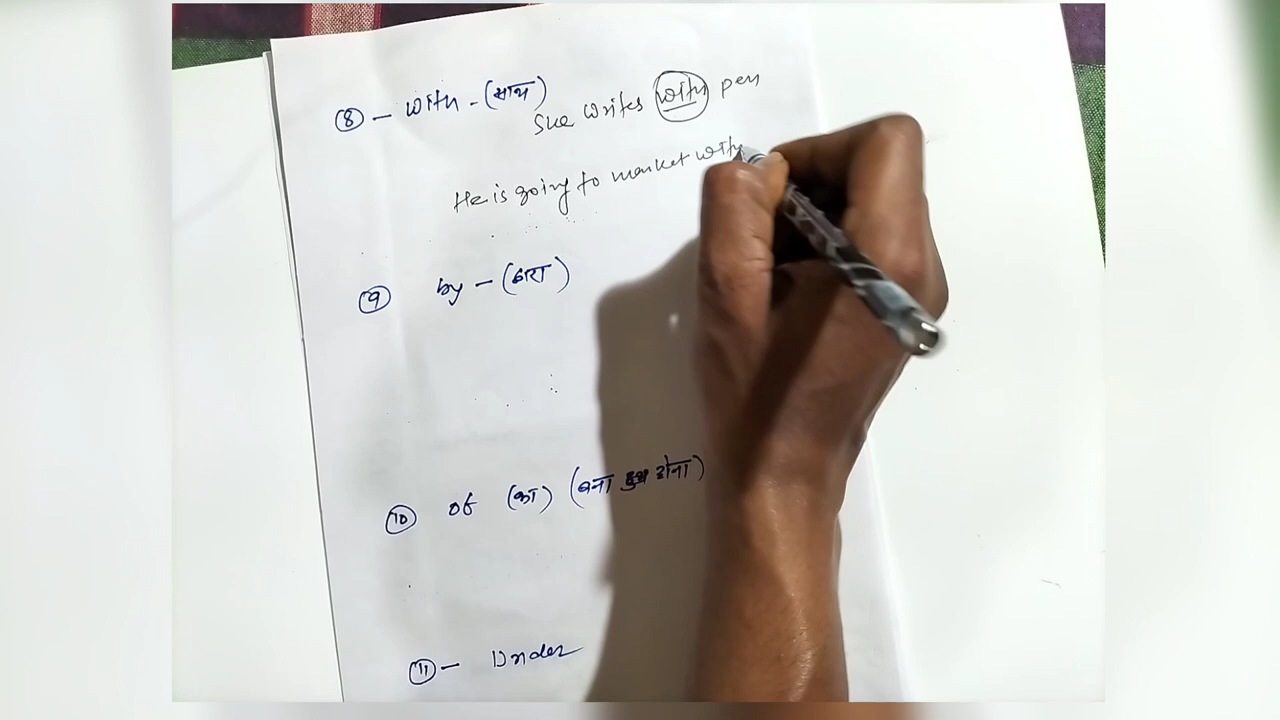 ⑧ - with - (साथ)
She writes with pen
He is going to market with
⑨ by - (द्वारा)
⑩ of (का) (बना हुआ होना)
⑪ - Under